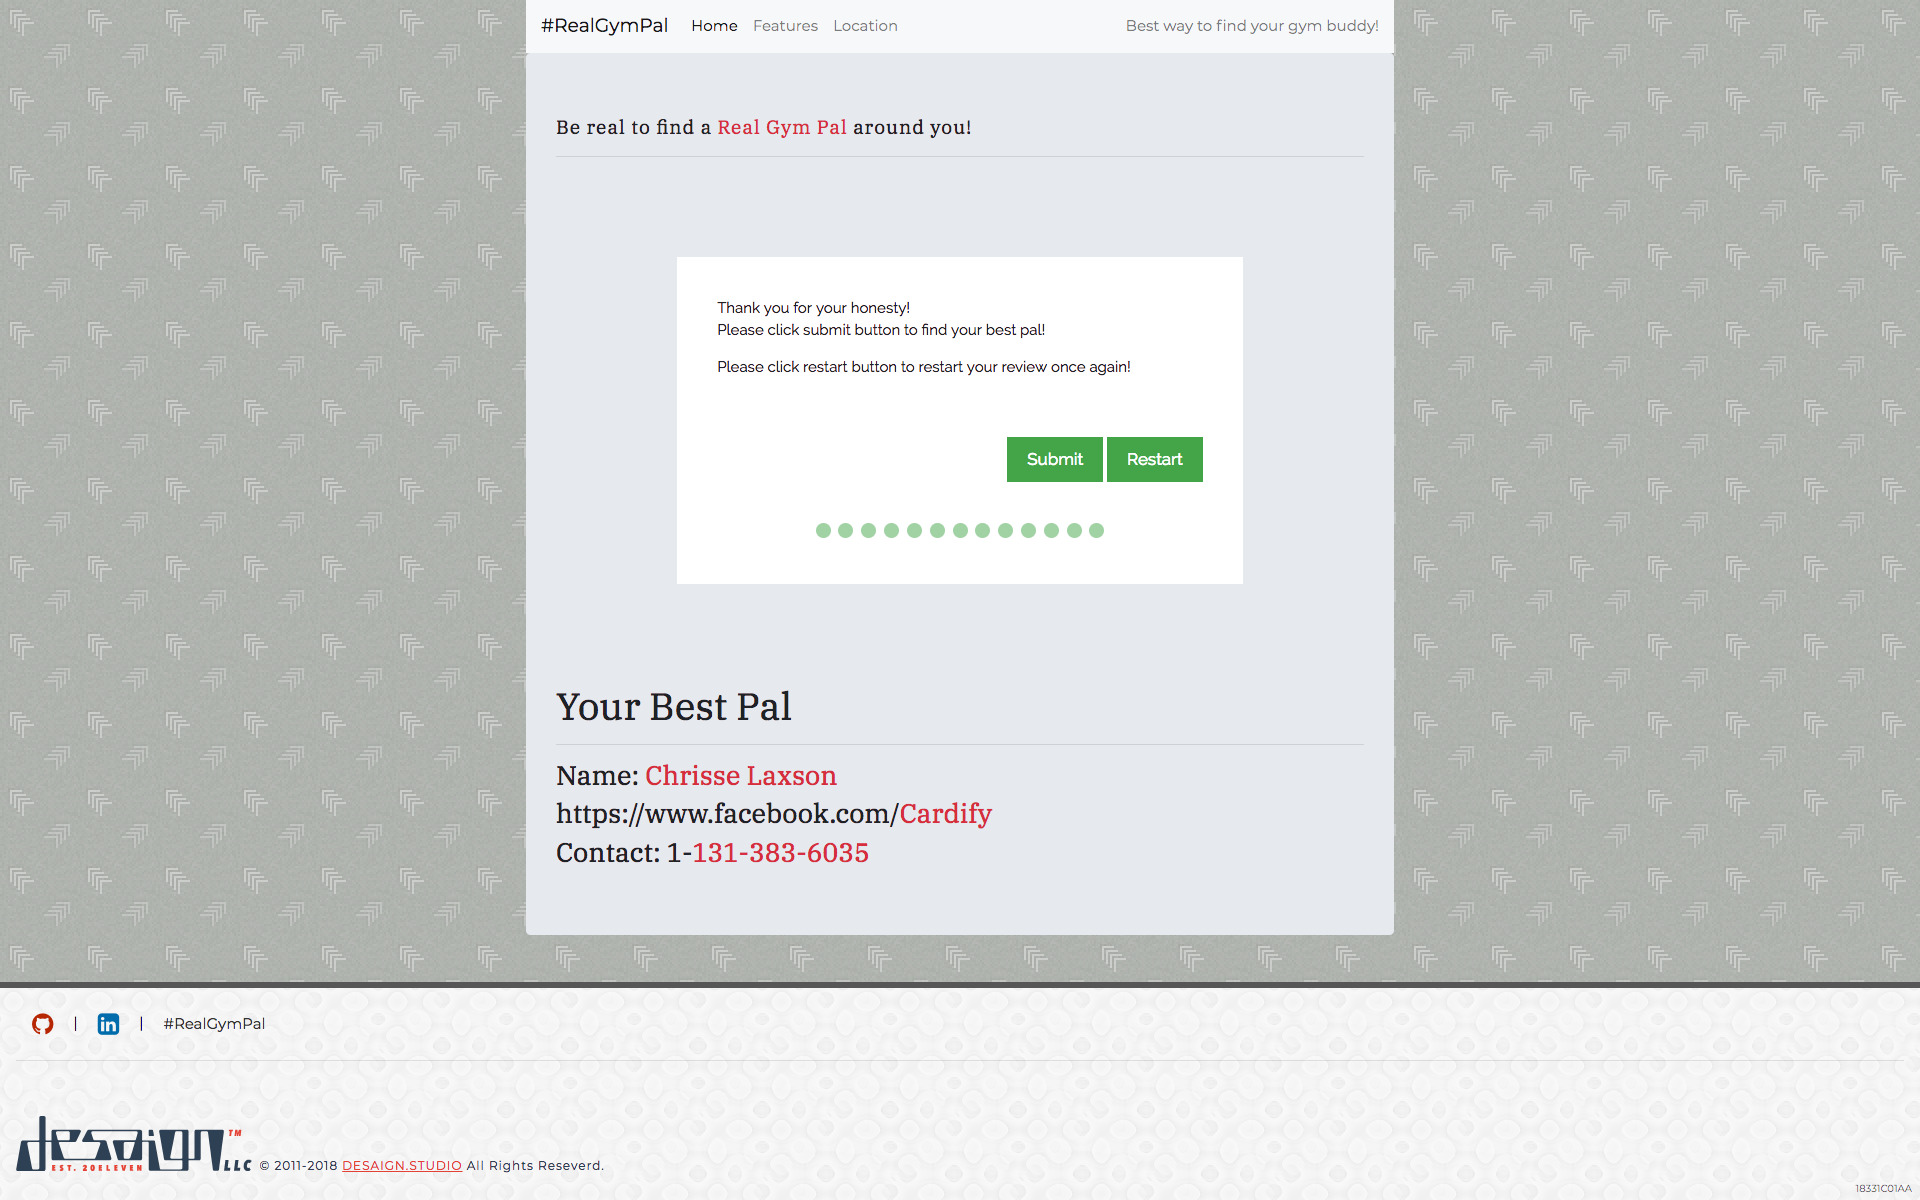 #RealGymPal Home Features Location Best way to find your gym buddy!
Be real to find a Real Gym Pal around you!
Thank you for your honesty!
Please click submit button to find your best pal!
Please click restart button to restart your review once again!
Submit Restart
Your Best Pal
Name: Chrisse Laxson
https://www.facebook.com/Cardify
Contact: 1-131-383-6035
| | #RealGymPal
desaign LLC TM
EST. 20ELEVEN
© 2011-2018 DESAIGN.STUDIO All Rights Reseverd.
18331C01AA